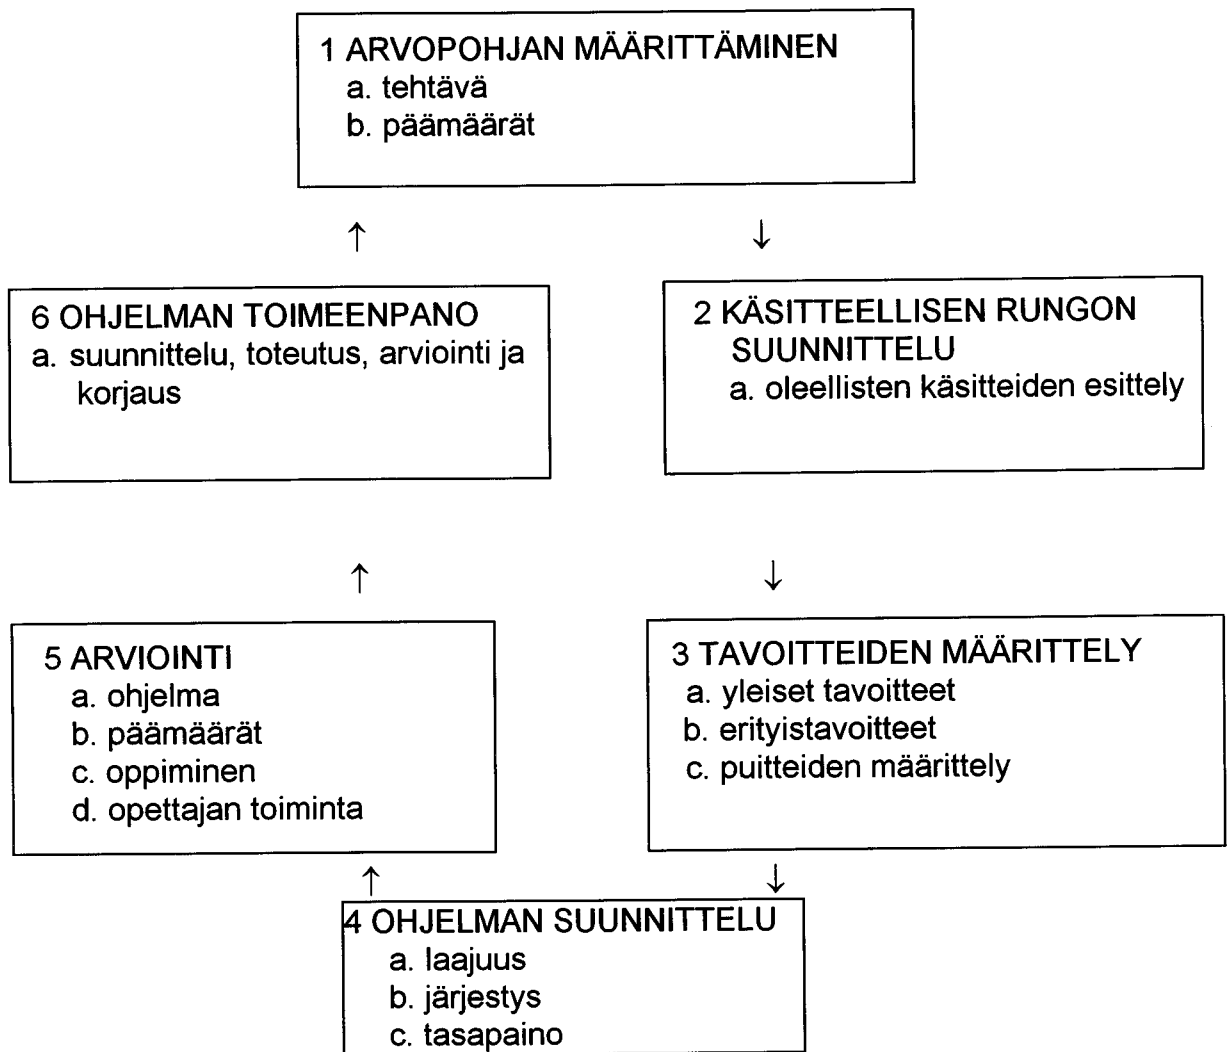 1 ARVOPOHJAN MÄÄRITTÄMINEN
a. tehtävä
b. päämäärät
↑ ↓
6 OHJELMAN TOIMEENPANO
a. suunnittelu, toteutus, arviointi ja
korjaus
2 KÄSITTEELLISEN RUNGON
SUUNNITTELU
a. oleellisten käsitteiden esittely
↑ ↓
5 ARVIOINTI
a. ohjelma
b. päämäärät
c. oppiminen
d. opettajan toiminta
3 TAVOITTEIDEN MÄÄRITTELY
a. yleiset tavoitteet
b. erityistavoitteet
c. puitteiden määrittely
↑ ↓
4 OHJELMAN SUUNNITTELU
a. laajuus
b. järjestys
c. tasapaino